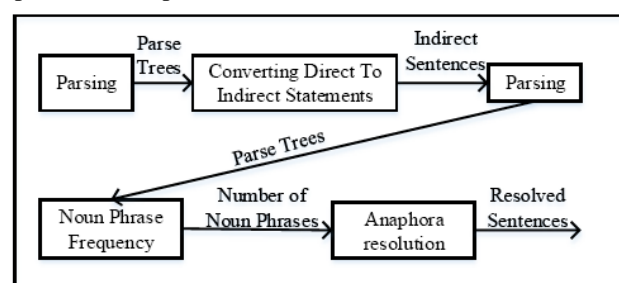 Parsing
Parse
Trees
Converting Direct To
Indirect Statements
Indirect
Sentences
Parsing
Parse Trees
Noun Phrase
Frequency
Number of
Noun Phrases
Anaphora
resolution
Resolved
Sentences